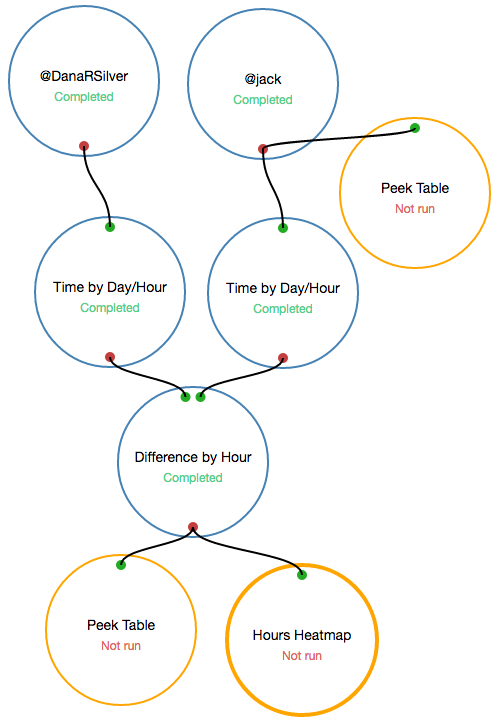 @DanaRSilver
Completed
@jack
Completed
Peek Table
Not run
Time by Day/Hour
Completed
Time by Day/Hour
Completed
Difference by Hour
Completed
Peek Table
Not run
Hours Heatmap
Not run